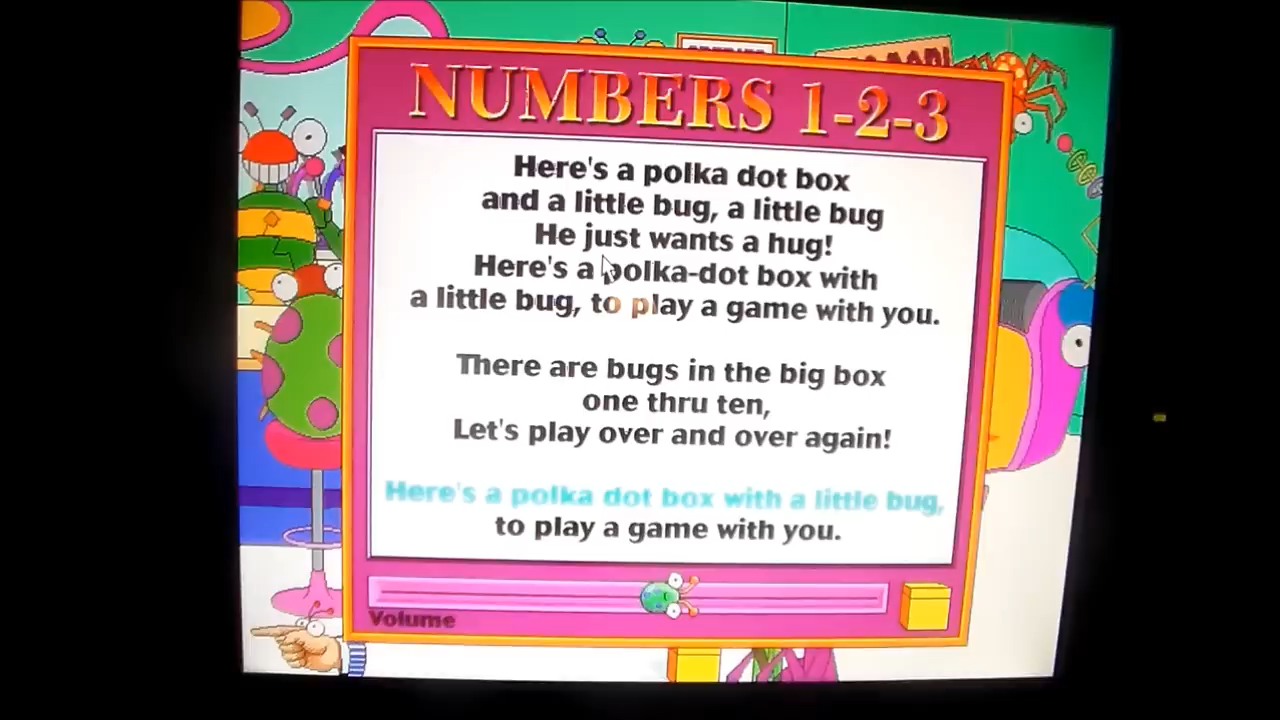 NUMBERS 1-2-3
Here's a polka dot box
and a little bug, a little bug
He just wants a hug!
Here's a polka-dot box with
a little bug, to play a game with you.
There are bugs in the big box
one thru ten,
Let's play over and over again!
Here's a polka dot box with a little bug,
to play a game with you.
Volume